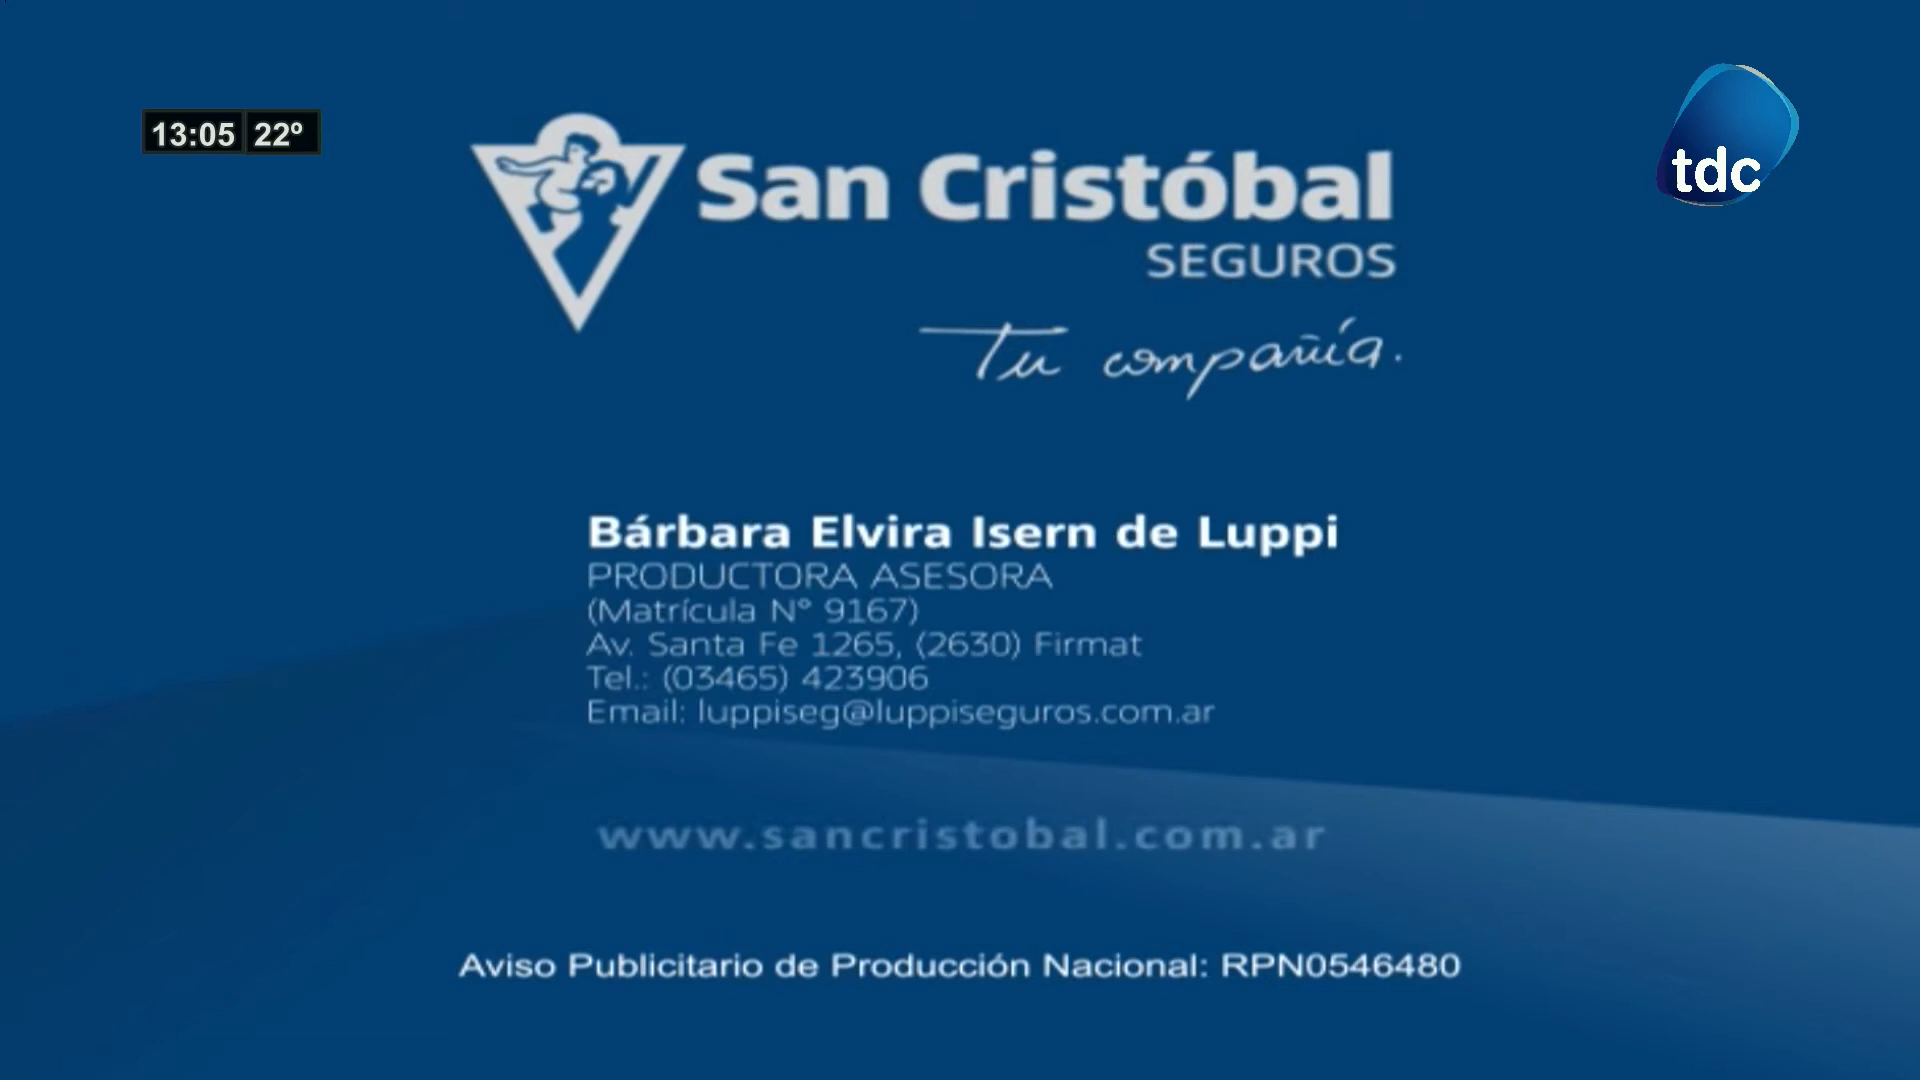 13:05 22º
tdc
San Cristóbal
SEGUROS
Tu compañía.
Bárbara Elvira Isern de Luppi
PRODUCTORA ASESORA
(Matrícula N° 9167)
Av. Santa Fe 1265, (2630) Firmat
Tel.: (03465) 423906
Email: luppiseg@luppiseguros.com.ar
www.sancristobal.com.ar
Aviso Publicitario de Producción Nacional: RPN0546480